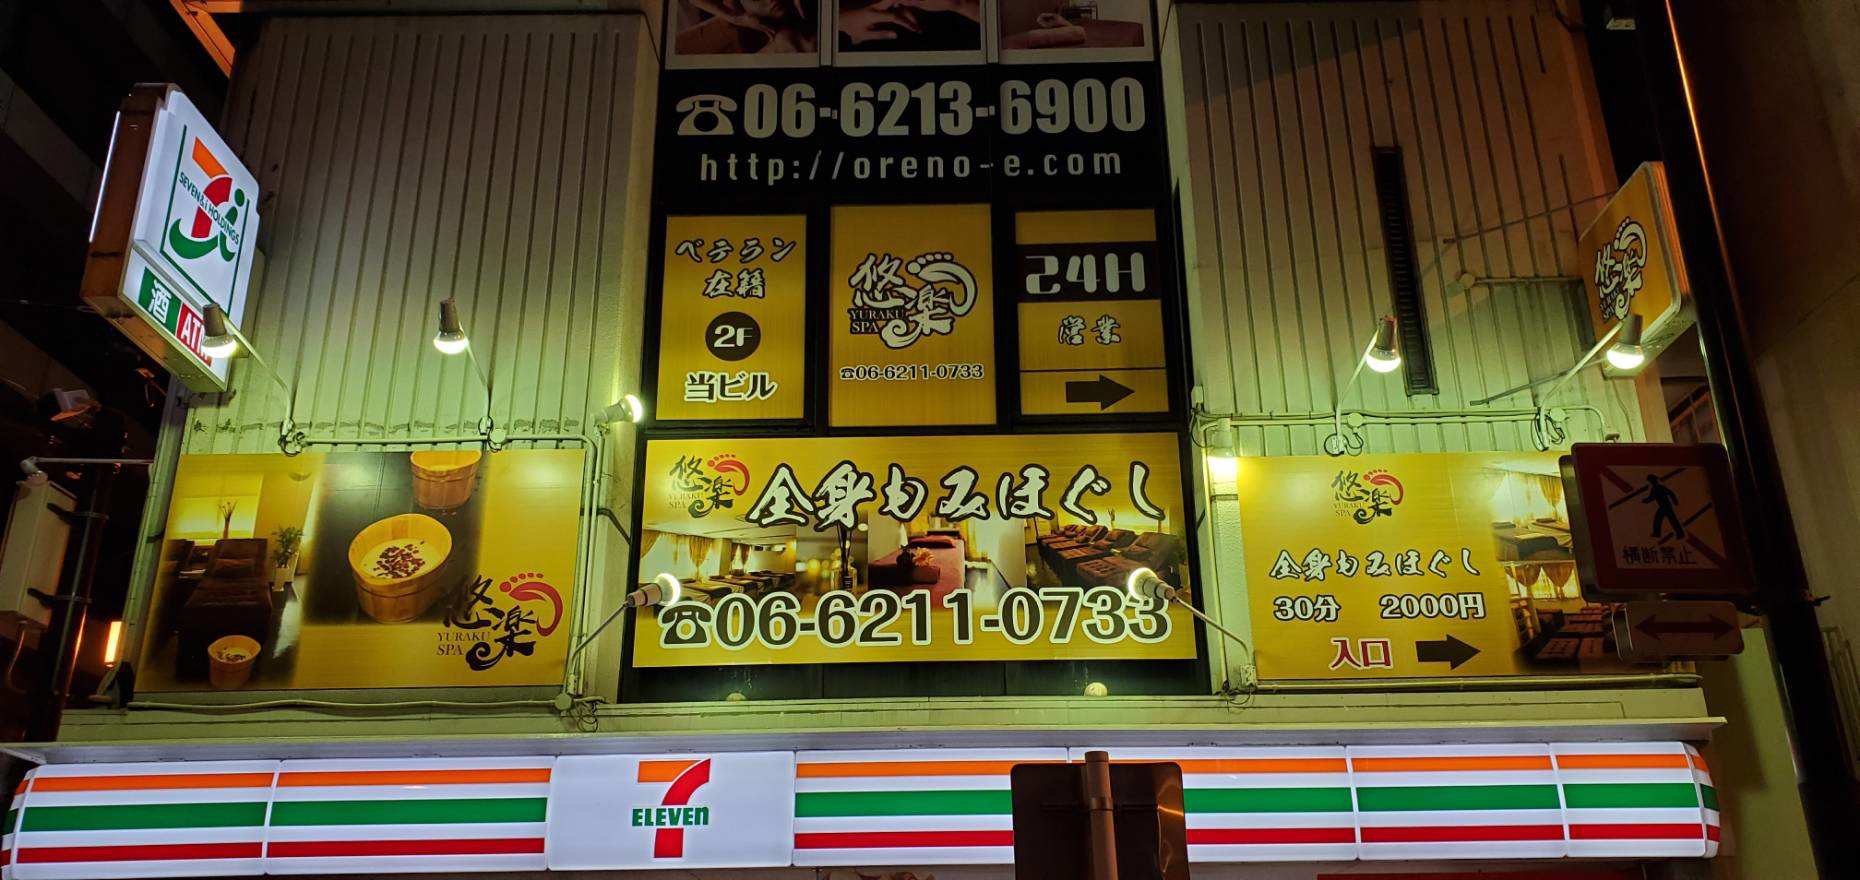 ☎06-6213-6900
http://oreno-e.com
7
SEVEN&i HOLDINGS
酒
ATM
ベテラン
在籍
2F
当ビル
悠楽
YURAKU
SPA
☎06-6211-0733
24H
営業
悠楽
悠楽
YURAKU
SPA
悠楽
YURAKU
SPA
全身もみほぐし
☎06-6211-0733
悠楽
YURAKU
SPA
全身もみほぐし
30分 2000円
入口
横断禁止
7
ELEVEn